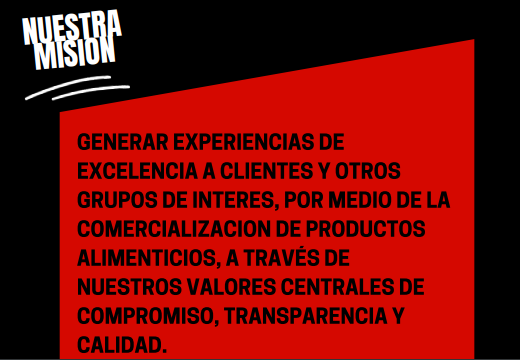 NUESTRA
MISION
GENERAR EXPERIENCIAS DE
EXCELENCIA A CLIENTES Y OTROS
GRUPOS DE INTERES, POR MEDIO DE LA
COMERCIALIZACION DE PRODUCTOS
ALIMENTICIOS, A TRAVÉS DE
NUESTROS VALORES CENTRALES DE
COMPROMISO, TRANSPARENCIA Y
CALIDAD.